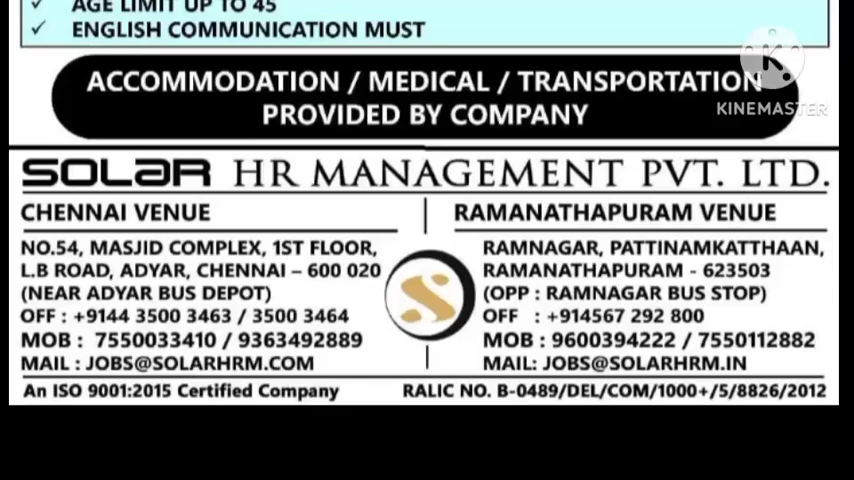 ✓ AGE LIMIT UP TO 45
✓ ENGLISH COMMUNICATION MUST
ACCOMMODATION / MEDICAL / TRANSPORTATION
PROVIDED BY COMPANY
KINEMASTER
SOLAR HR MANAGEMENT PVT. LTD.
CHENNAI VENUE
NO.54, MASJID COMPLEX, 1ST FLOOR,
L.B ROAD, ADYAR, CHENNAI – 600 020
(NEAR ADYAR BUS DEPOT)
OFF : +9144 3500 3463 / 3500 3464
MOB : 7550033410 / 9363492889
MAIL : JOBS@SOLARHRM.COM
RAMANATHAPURAM VENUE
RAMNAGAR, PATTINAMKATTHAAN,
RAMANATHAPURAM - 623503
(OPP : RAMNAGAR BUS STOP)
OFF : +914567 292 800
MOB : 9600394222 / 7550112882
MAIL: JOBS@SOLARHRM.IN
S
An ISO 9001:2015 Certified Company
RALIC NO. B-0489/DEL/COM/1000+/5/8826/2012